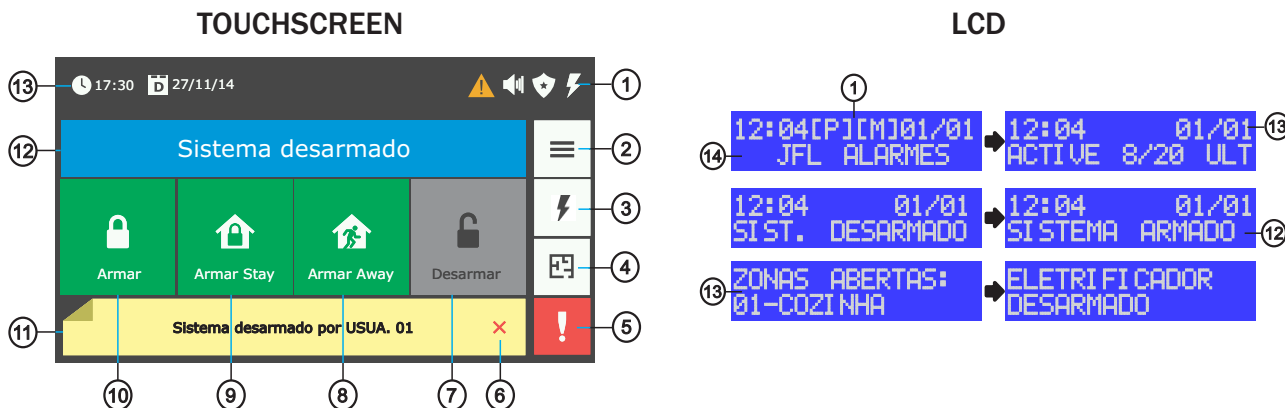 TOUCHSCREEN
LCD
13
17:30
D
27/11/14
1
12
Sistema desarmado
2
3
Armar
Armar Stay
Armar Away
Desarmar
4
11
Sistema desarmado por USUA. 01
5
10
9
8
7
6
1
12:04[P][M]01/01
JFL ALARMES
14
12:04 01/01
ACTIVE 8/20 ULT
13
12:04 01/01
SIST. DESARMADO
12:04 01/01
SISTEMA ARMADO
12
ZONAS ABERTAS:
01-COZINHA
13
ELETRIFICADOR
DESARMADO